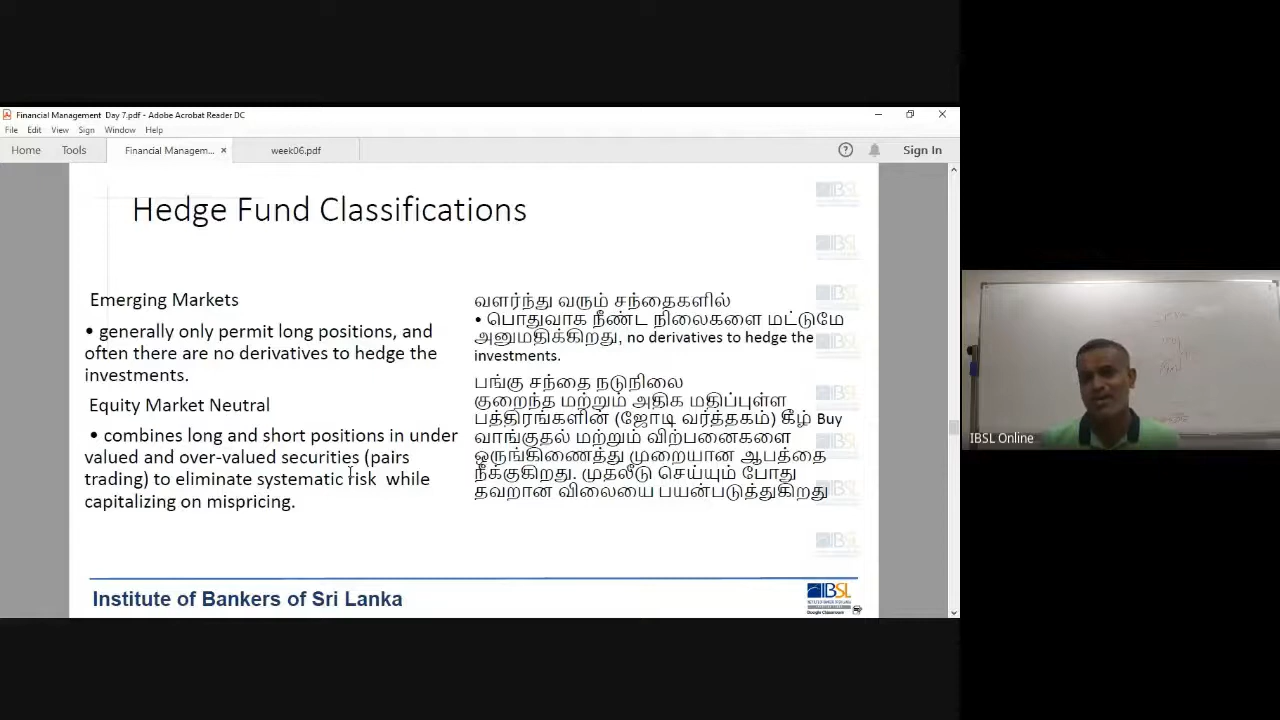 Financial Management Day 7.pdf - Adobe Acrobat Reader DC
File Edit View Sign Window Help
Home Tools Financial Managem... × week06.pdf Sign In
Hedge Fund Classifications
Emerging Markets
• generally only permit long positions, and
often there are no derivatives to hedge the
investments.
Equity Market Neutral
• combines long and short positions in under
valued and over-valued securities (pairs
trading) to eliminate systematic risk while
capitalizing on mispricing.
வளர்ந்து வரும் சந்தைகளில்
• பொதுவாக நீண்ட நிலைகளை மட்டுமே
அனுமதிக்கிறது, no derivatives to hedge the
investments.
பங்கு சந்தை நடுநிலை
குறைந்த மற்றும் அதிக மதிப்புள்ள
பத்திரங்களின் (ஜோடி வர்த்தகம்) கீழ் Buy
வாங்குதல் மற்றும் விற்பனைகளை
ஒருங்கிணைத்து முறையான ஆபத்தை
நீக்குகிறது. முதலீடு செய்யும் போது
தவறான விலையை பயன்படுத்துகிறது
Institute of Bankers of Sri Lanka
IBSL
IBSL Online